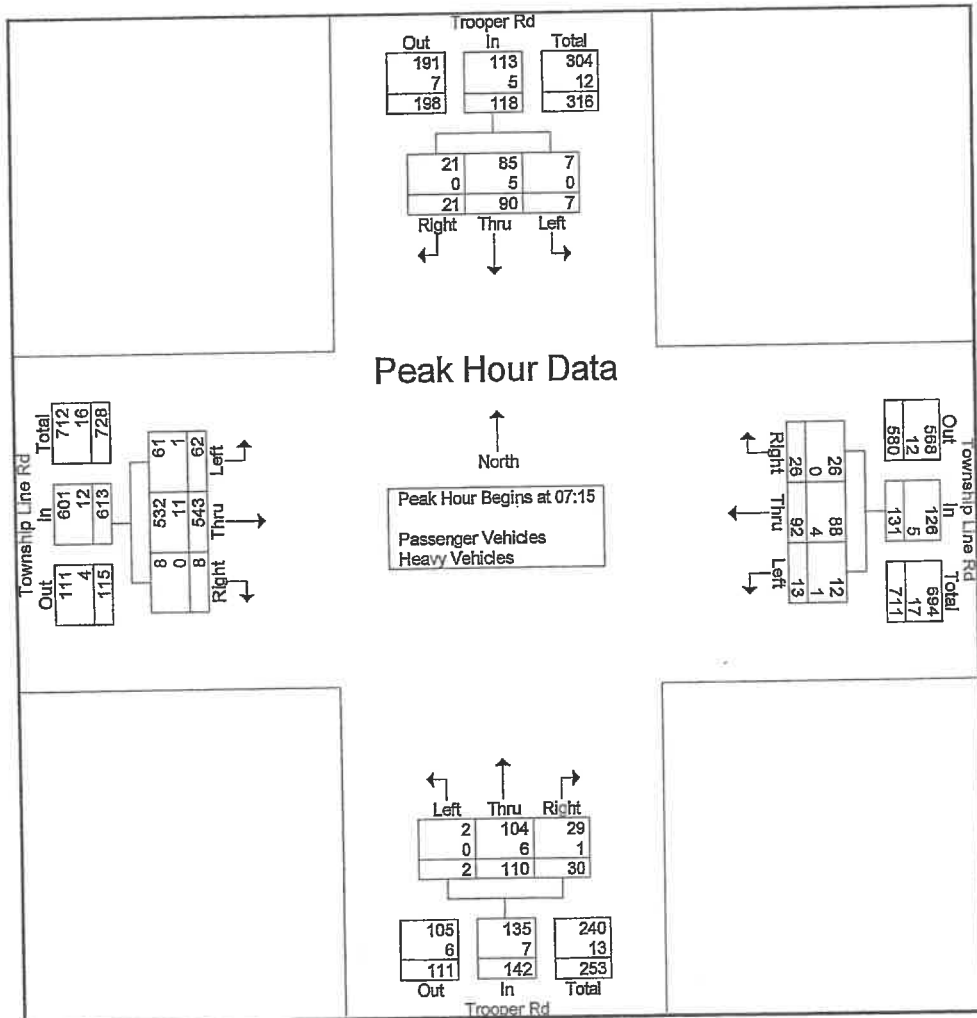 Trooper Rd
Out In Total
191 113 304
7 5 12
198 118 316
21 85 7
0 5 0
21 90 7
Right Thru Left
Peak Hour Data
North
Peak Hour Begins at 07:15
Passenger Vehicles
Heavy Vehicles
Township Line Rd
Total In Out
712 601 111
16 12 4
728 613 115
61 532 8
1 11 0
62 543 8
Left Thru Right
Township Line Rd
Out In Total
568 126 694
12 5 17
580 131 711
26 88 12
0 4 1
26 92 13
Right Thru Left
Left Thru Right
2 104 29
0 6 1
2 110 30
105 135 240
6 7 13
111 142 253
Out In Total
Trooper Rd